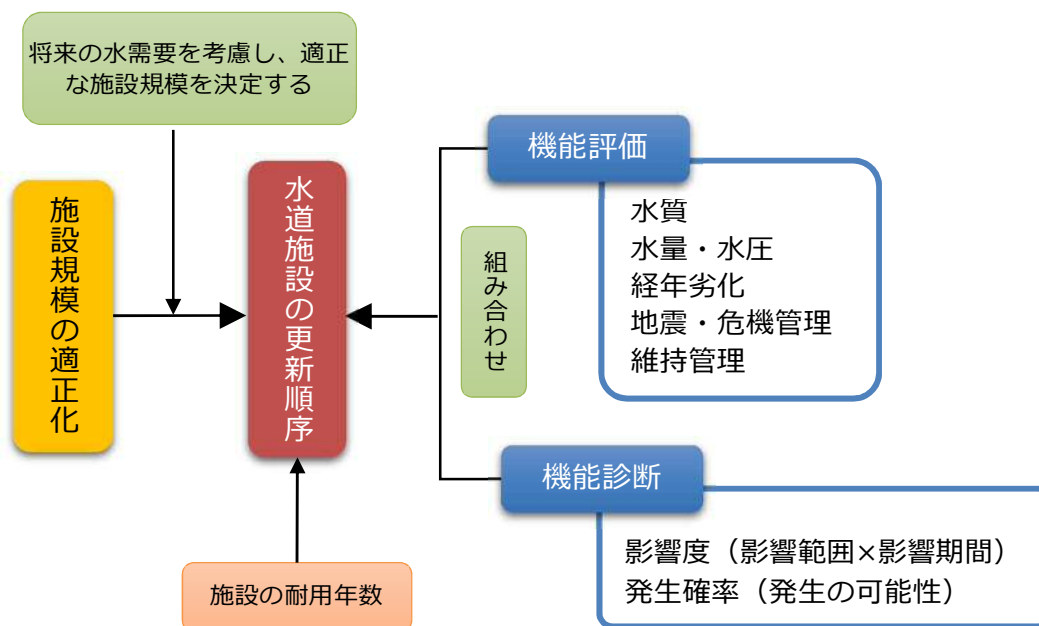 将来の水需要を考慮し、適正
な施設規模を決定する
施設規模の適正化
水道施設の更新順序
施設の耐用年数
組み合わせ
機能評価
水質
水量・水圧
経年劣化
地震・危機管理
維持管理
機能診断
影響度（影響範囲×影響期間）
発生確率（発生の可能性）